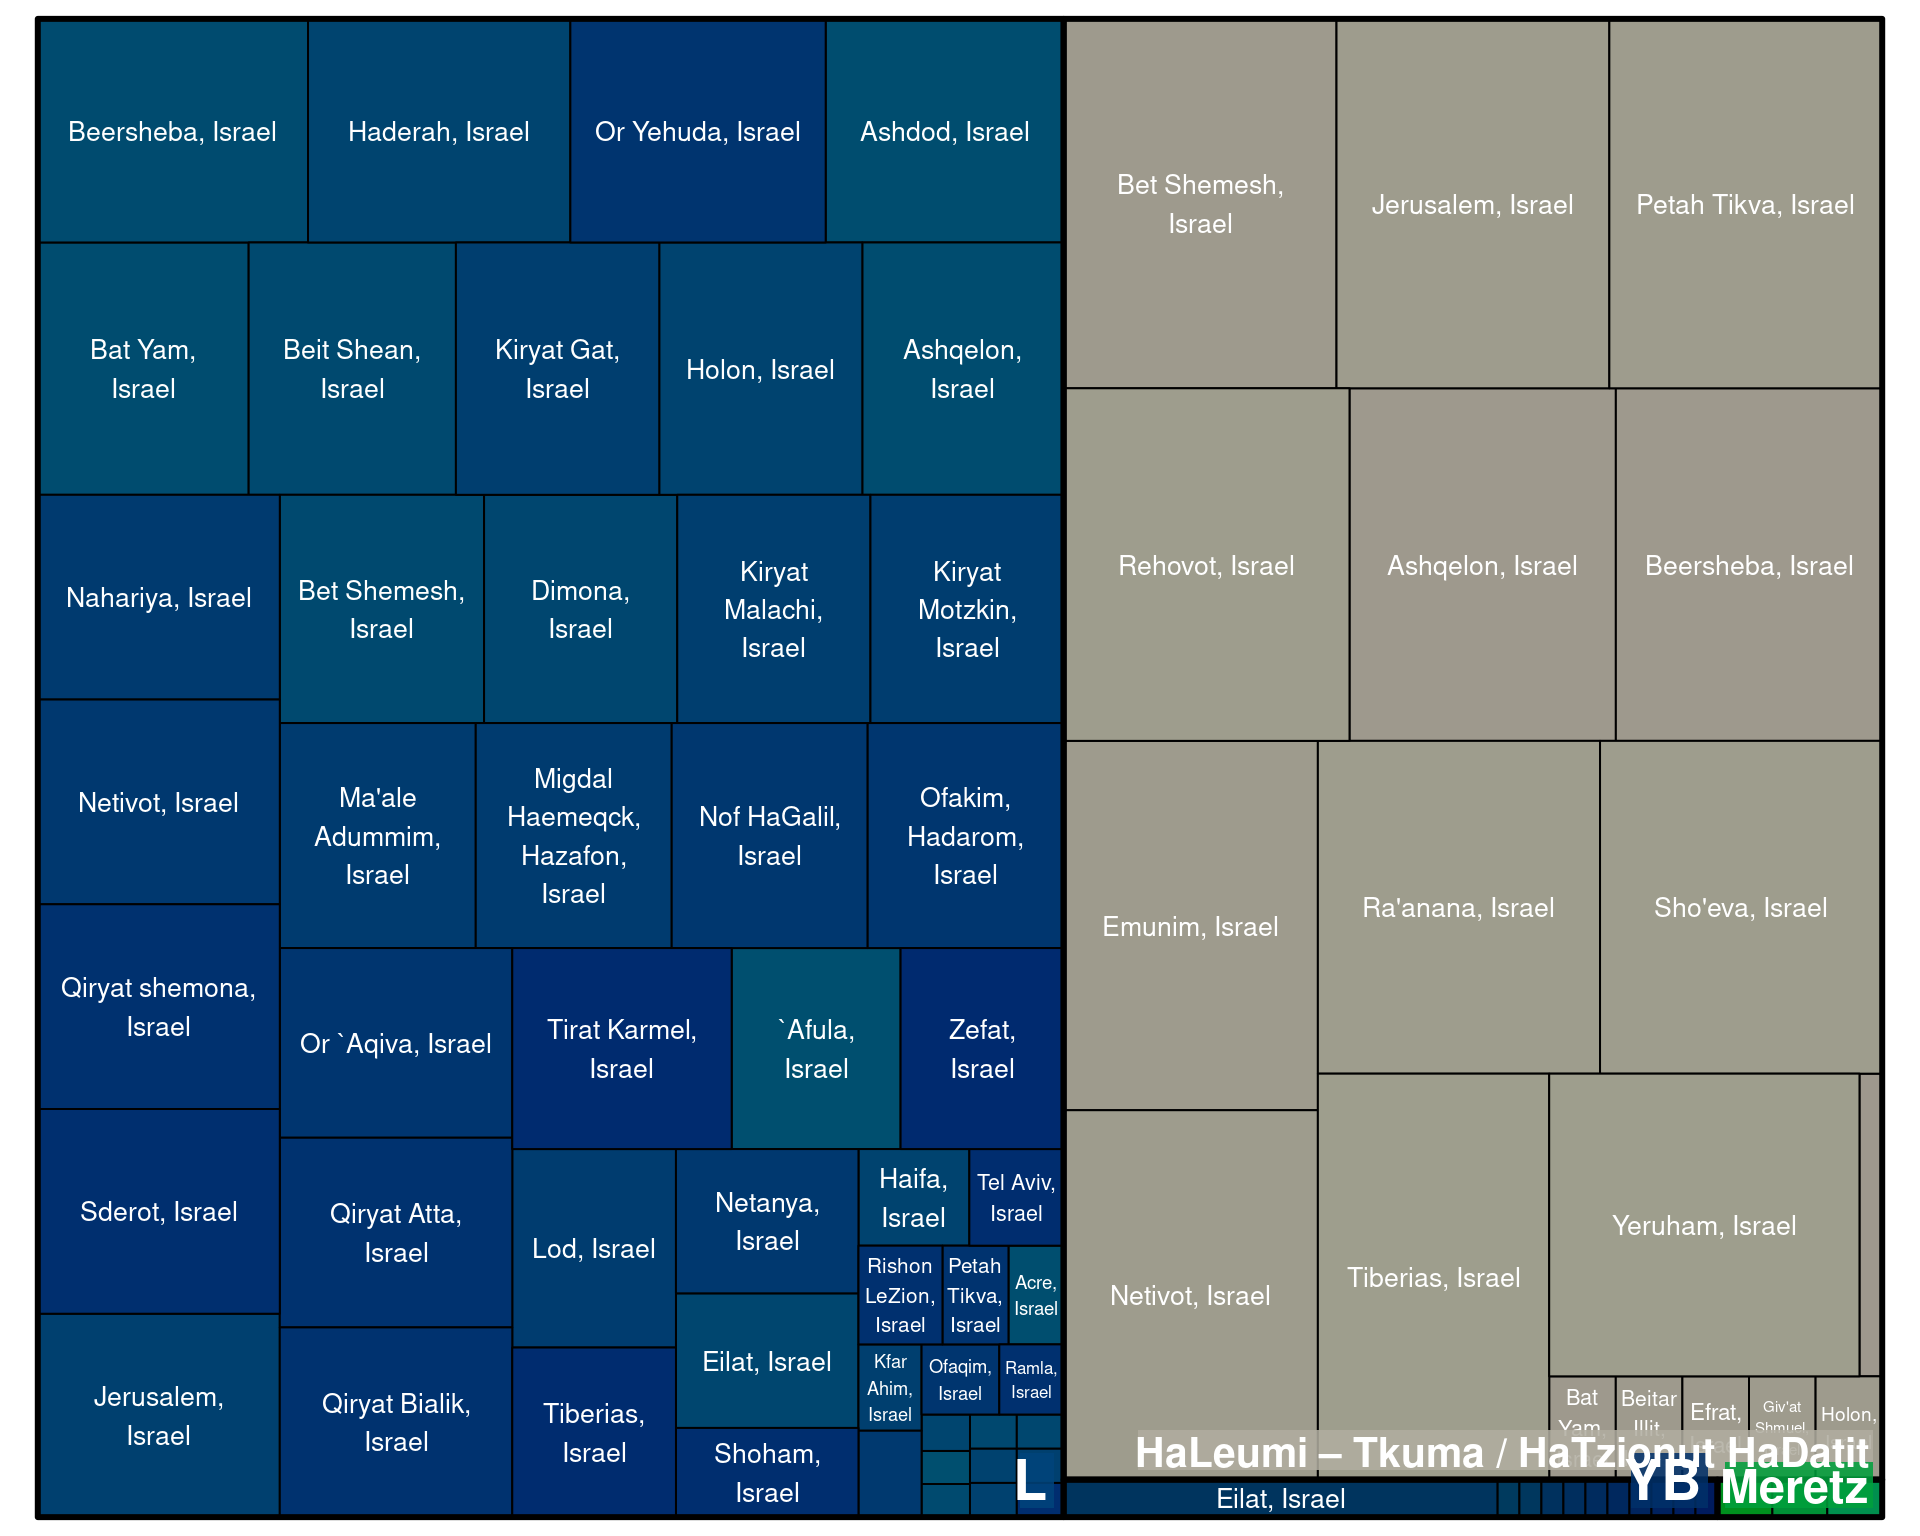 Beersheba, Israel
Haderah, Israel
Or Yehuda, Israel
Ashdod, Israel
Bat Yam,
Israel
Beit Shean,
Israel
Kiryat Gat,
Israel
Holon, Israel
Ashqelon,
Israel
Nahariya, Israel
Bet Shemesh,
Israel
Dimona,
Israel
Kiryat
Malachi,
Israel
Kiryat
Motzkin,
Israel
Netivot, Israel
Ma'ale
Adummim,
Israel
Migdal
Haemeqck,
Hazafon,
Israel
Nof HaGalil,
Israel
Ofakim,
Hadarom,
Israel
Qiryat shemona,
Israel
Or `Aqiva, Israel
Tirat Karmel,
Israel
`Afula,
Israel
Zefat,
Israel
Sderot, Israel
Qiryat Atta,
Israel
Lod, Israel
Netanya,
Israel
Haifa,
Israel
Tel Aviv,
Israel
Rishon
LeZion,
Israel
Petah
Tikva,
Israel
Acre,
Israel
Jerusalem,
Israel
Qiryat Bialik,
Israel
Tiberias,
Israel
Eilat, Israel
Shoham,
Israel
Kfar
Ahim,
Israel
Ofaqim,
Israel
Ramla,
Israel
L
Bet Shemesh,
Israel
Jerusalem, Israel
Petah Tikva, Israel
Rehovot, Israel
Ashqelon, Israel
Beersheba, Israel
Emunim, Israel
Ra'anana, Israel
Sho'eva, Israel
Netivot, Israel
Tiberias, Israel
Yeruham, Israel
Bat
Yam,
Beitar
Illit,
Efrat,
Giv'at
Shmuel,
Holon,
HaLeumi – Tkuma / HaTzionut HaDatit
Eilat, Israel
YB
Meretz